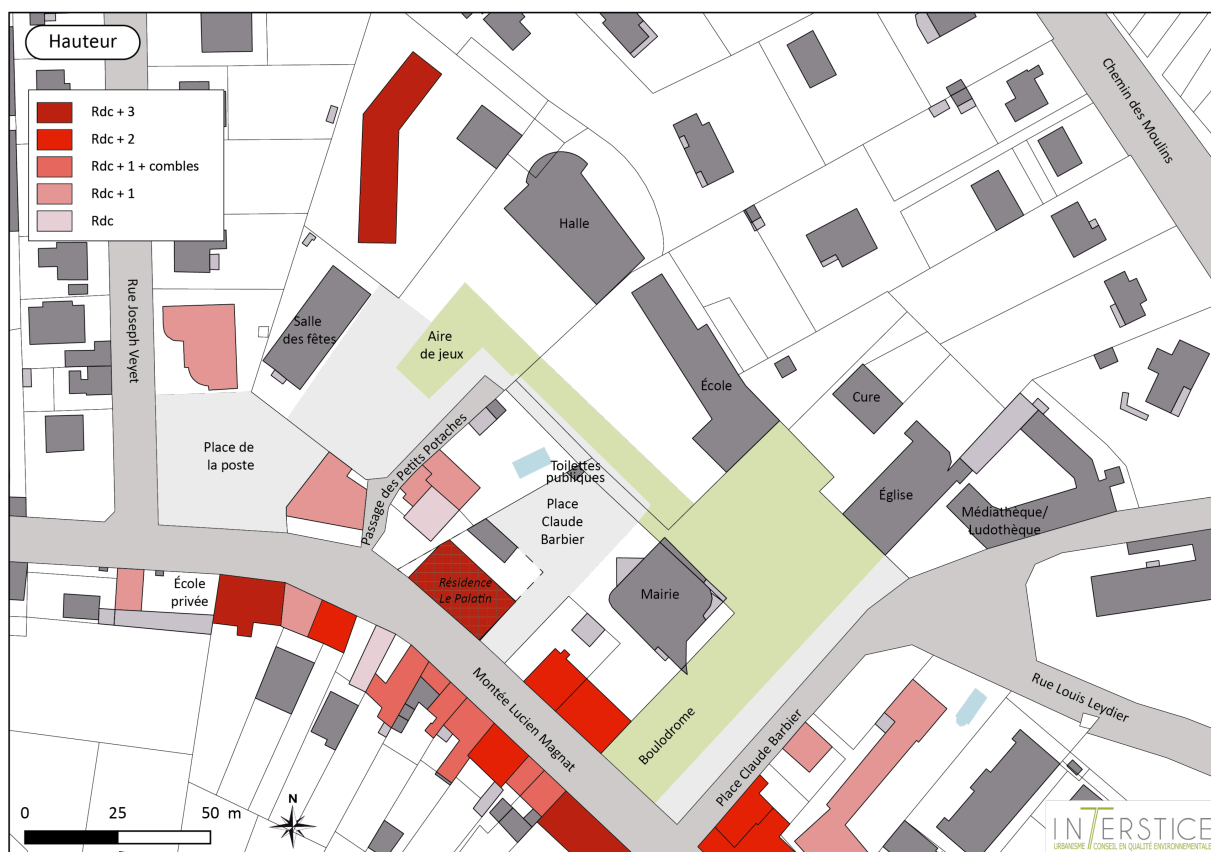 Hauteur
Rdc + 3
Rdc + 2
Rdc + 1 + combles
Rdc + 1
Rdc
Chemin des Moulins
Halle
Rue Joseph Veyet
Salle
des fêtes
Aire
de jeux
École
Cure
Place de
la poste
Passage des Petits Potaches
Toilettes
publiques
Place
Claude
Barbier
Église
Médiathèque/
Ludothèque
Résidence
Le Palatin
Mairie
École
privée
Montée Lucien Magnat
Boulodrome
Place Claude Barbier
Rue Louis Leydier
N
0 25 50 m
INTERSTICE
URBANISME CONSEIL EN QUALITÉ ENVIRONNEMENTALE